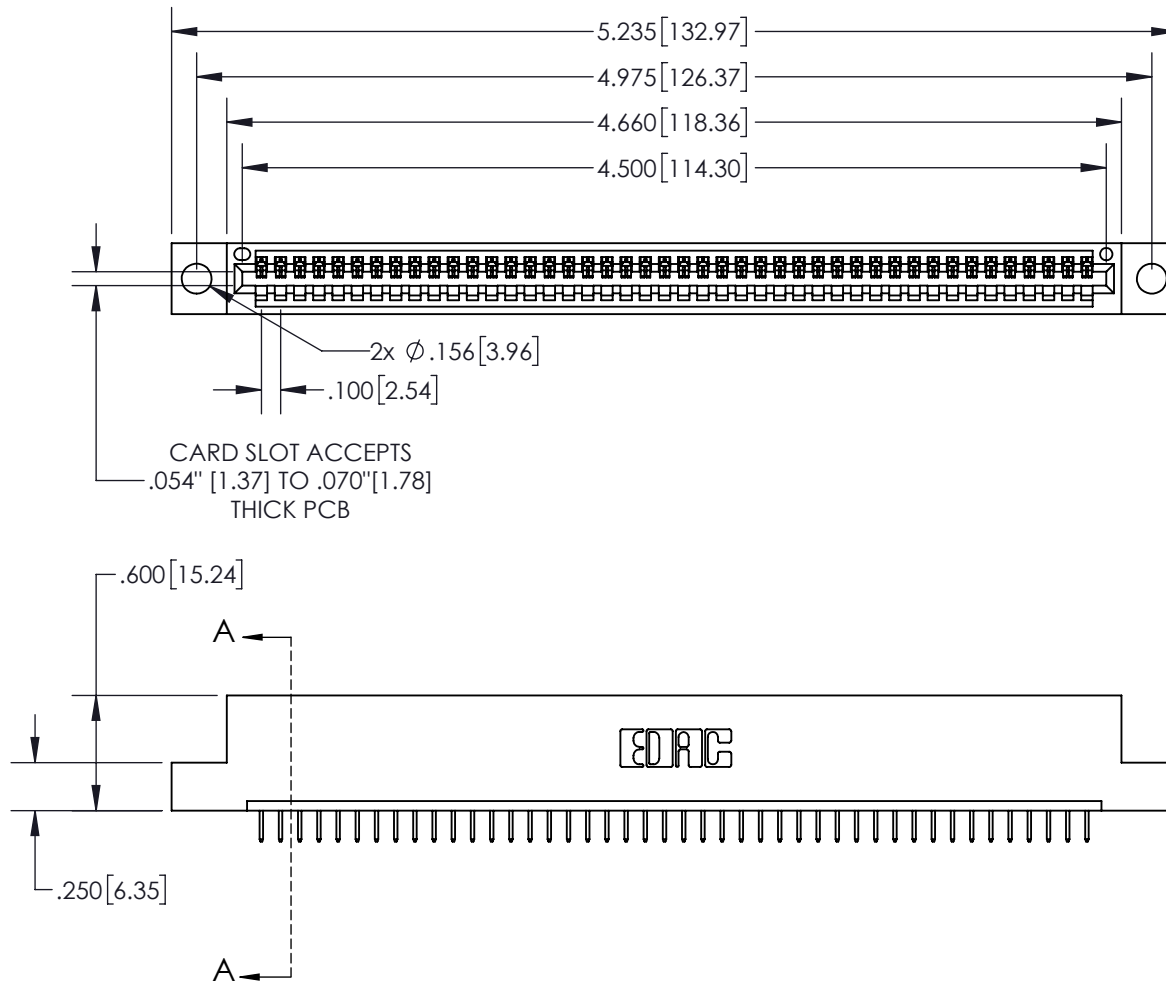 5.235[132.97]
4.975[126.37]
4.660[118.36]
4.500[114.30]
2x ∅.156[3.96]
.100[2.54]
CARD SLOT ACCEPTS
.054" [1.37] TO .070"[1.78]
THICK PCB
.600[15.24]
A
EDAC
.250[6.35]
A